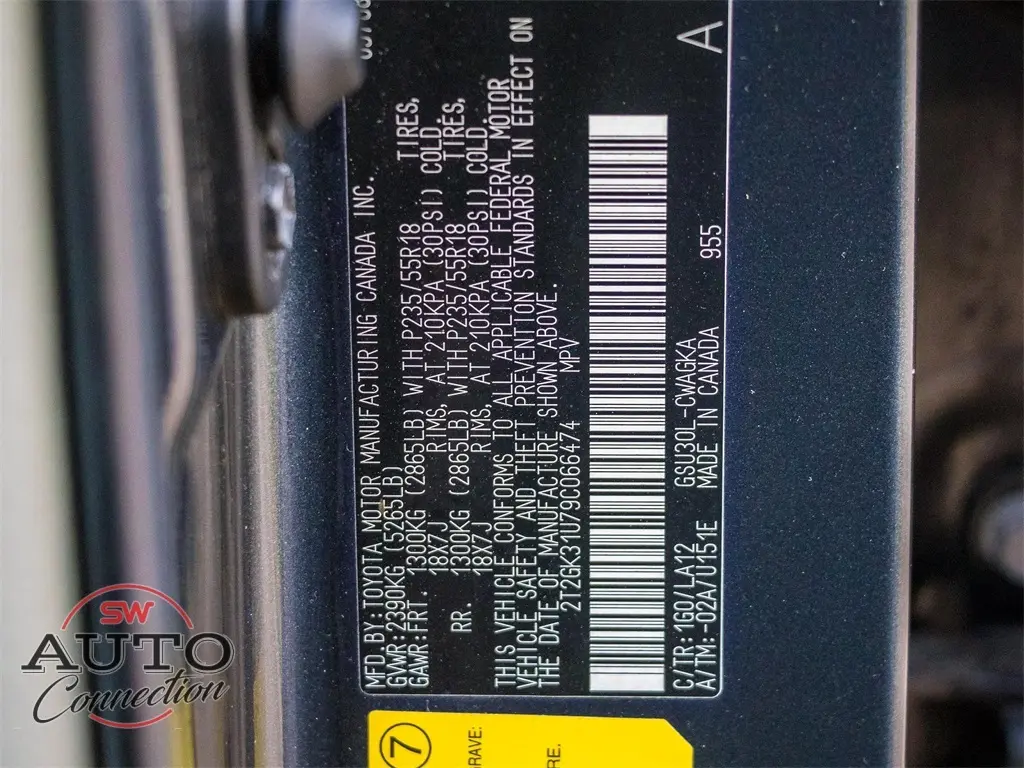 MFD. BY: TOYOTA MOTOR MANUFACTURING CANADA INC.
GVWR: 2390KG (5265LB)
GAWR: FRT. 1300KG (2865LB) WITH P235/55R18 TIRES,
18X7J RIMS, AT 210KPA (30PSI) COLD
RR. 1300KG (2865LB) WITH P235/55R18 TIRES,
18X7J RIMS, AT 210KPA (30PSI) COLD.
THIS VEHICLE CONFORMS TO ALL APPLICABLE FEDERAL MOTOR
VEHICLE SAFETY AND THEFT PREVENTION STANDARDS IN EFFECT ON
THE DATE OF MANUFACTURE SHOWN ABOVE.
2T2GK31U79C066474 MPV
C/TR: 1G0/LA12 GSU30L-CWAGKA 955
A/TM: -02A/U151E MADE IN CANADA A
7
RAVE:
RE.
SW
AUTO
Connection